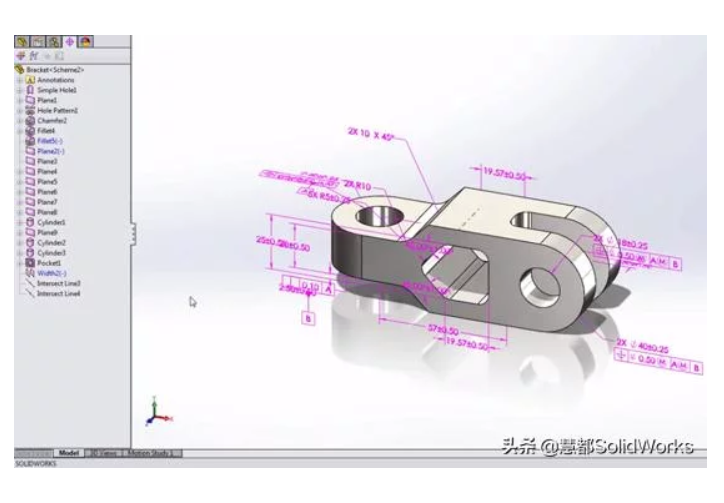 Bracket<Scheme2>
Annotations
Simple Hole1
Plane1
Hole Pattern1
Chamfer2
Fillet4
Fillet5(-)
Plane2(-)
Plane3
Plane4
Plane5
Plane6
Plane7
Plane8
Cylinder1
Plane9
Cylinder2
Cylinder3
Pocket1
Width2(-)
Intersect Line3
Intersect Line4
2X 10 X 45°
19.57±0.50
2X R10
6X R5±0.25
2X ∅ 18±0.25
⌖ ∅ 0.50 Ⓜ A Ⓜ B
0.10 A
B
57±0.50
19.57±0.50
2X ∅ 40±0.25
⌖ ∅ 0.50 Ⓜ A Ⓜ B
Model
3D Views
Motion Study 1
SOLIDWORKS
头条 @慧都SolidWorks